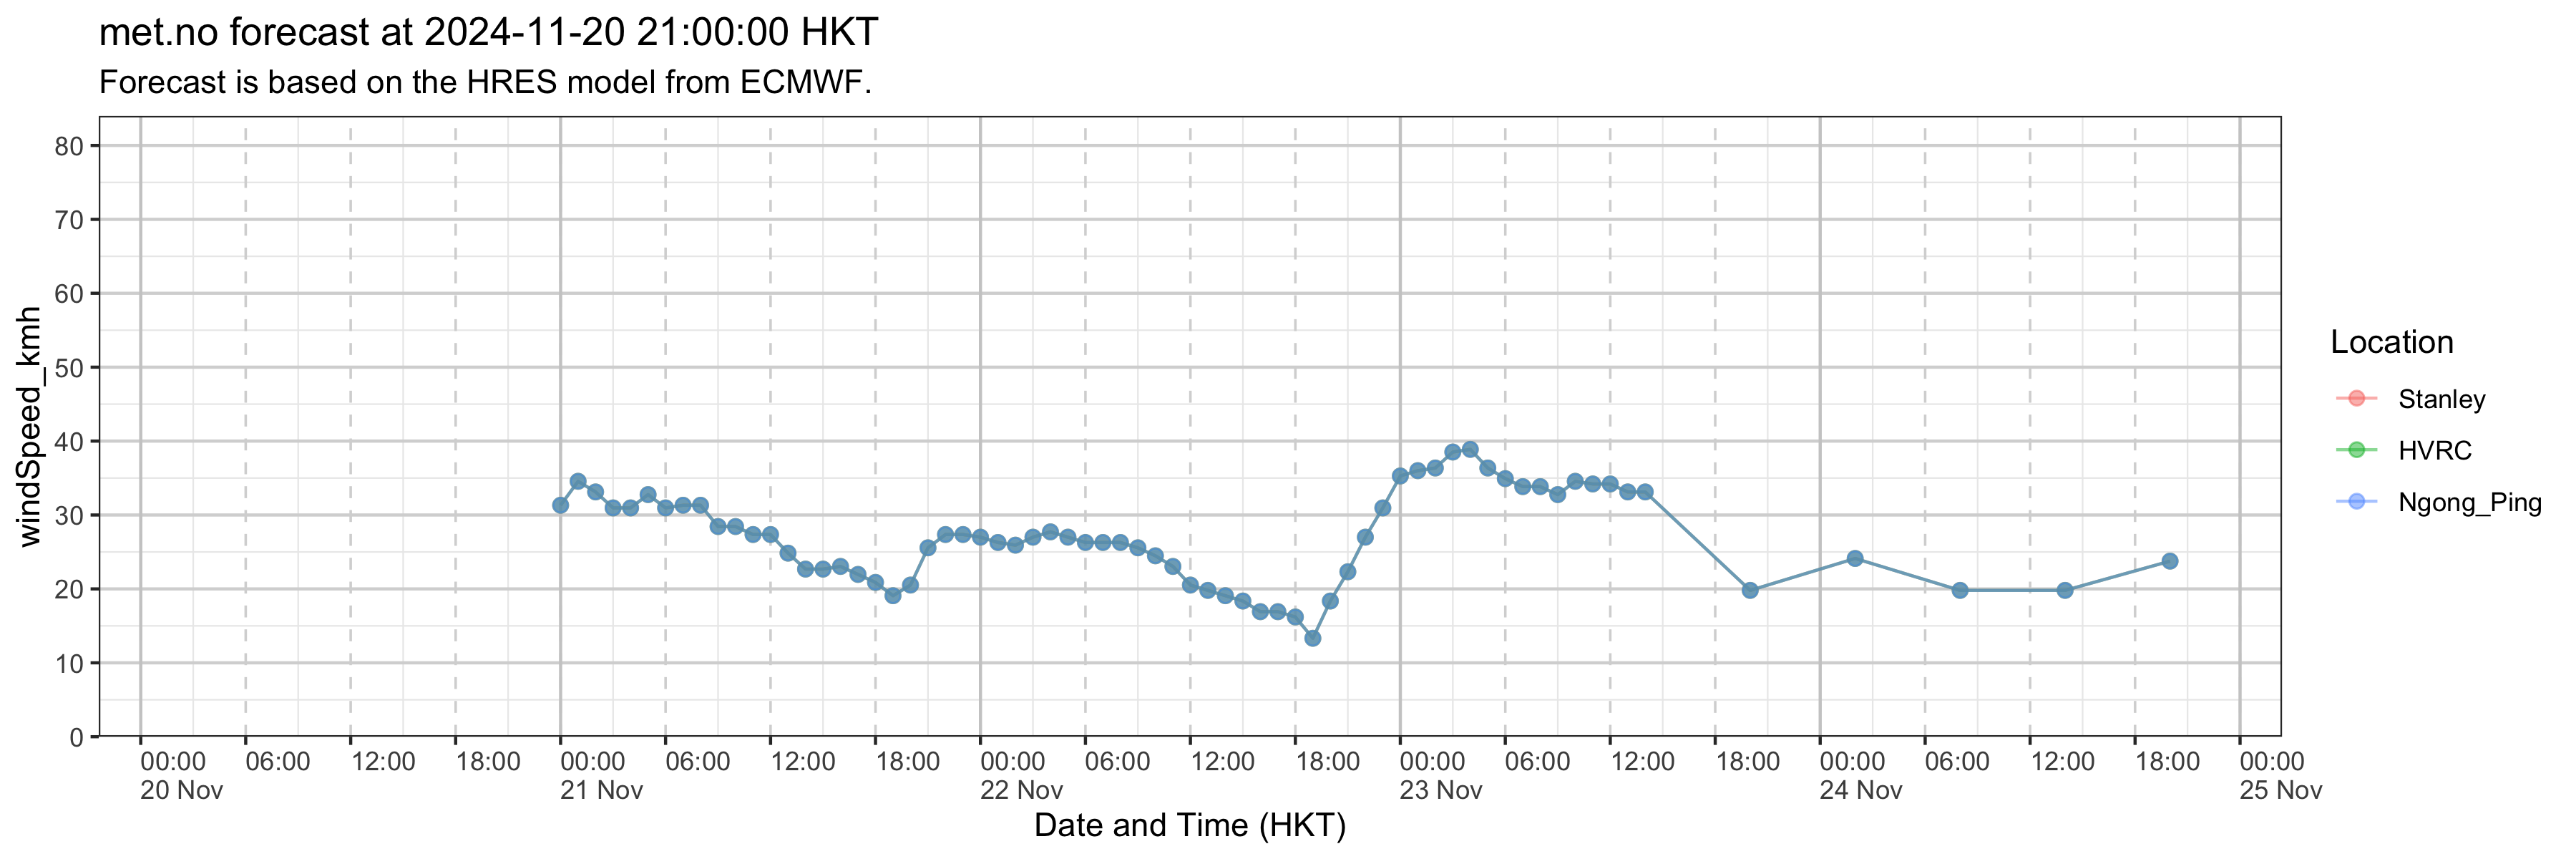 met.no forecast at 2024-11-20 21:00:00 HKT
Forecast is based on the HRES model from ECMWF.
windSpeed_kmh
80
70
60
50
40
30
20
10
0
00:00 06:00 12:00 18:00 00:00 06:00 12:00 18:00 00:00 06:00 12:00 18:00 00:00 06:00 12:00 18:00 00:00 06:00 12:00 18:00 00:00
20 Nov 21 Nov 22 Nov 23 Nov 24 Nov 25 Nov
Date and Time (HKT)
Location
Stanley
HVRC
Ngong_Ping